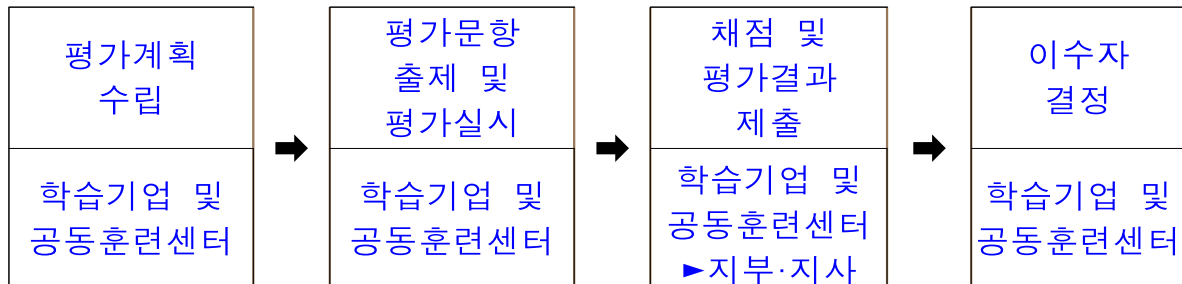 평가계획
수립
학습기업 및
공동훈련센터
평가문항
출제 및
평가실시
학습기업 및
공동훈련센터
채점 및
평가결과
제출
학습기업 및
공동훈련센터
►지부·지사
이수자
결정
학습기업 및
공동훈련센터